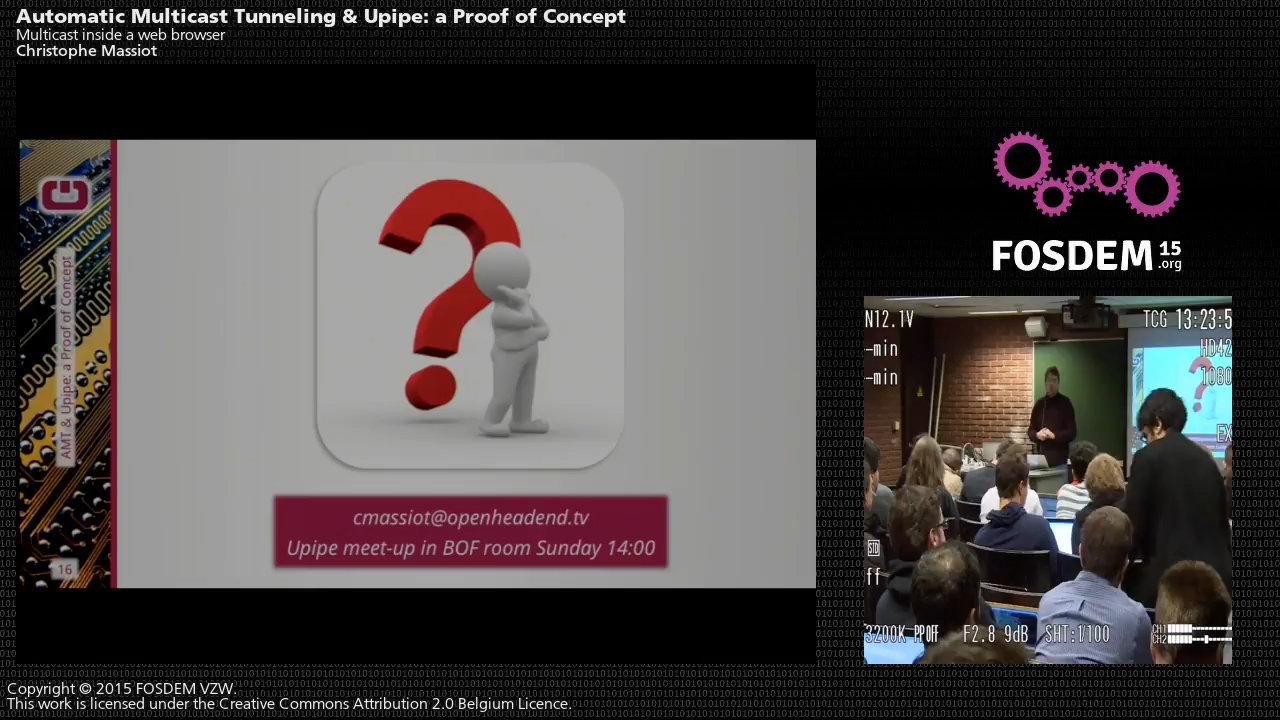 Automatic Multicast Tunneling & Upipe: a Proof of Concept
Multicast inside a web browser
Christophe Massiot
AMT & Upipe: a Proof of Concept
16
cmassiot@openheadend.tv
Upipe meet-up in BOF room Sunday 14:00
FOSDEM 15
.org
N12.1V
TCG 13:23:5
-min
HD42
-min
1080
EX
STD
ff
3200K PPOFF F2.8 9dB SHT:1/100
CH1
CH2
Copyright © 2015 FOSDEM VZW.
This work is licensed under the Creative Commons Attribution 2.0 Belgium Licence.